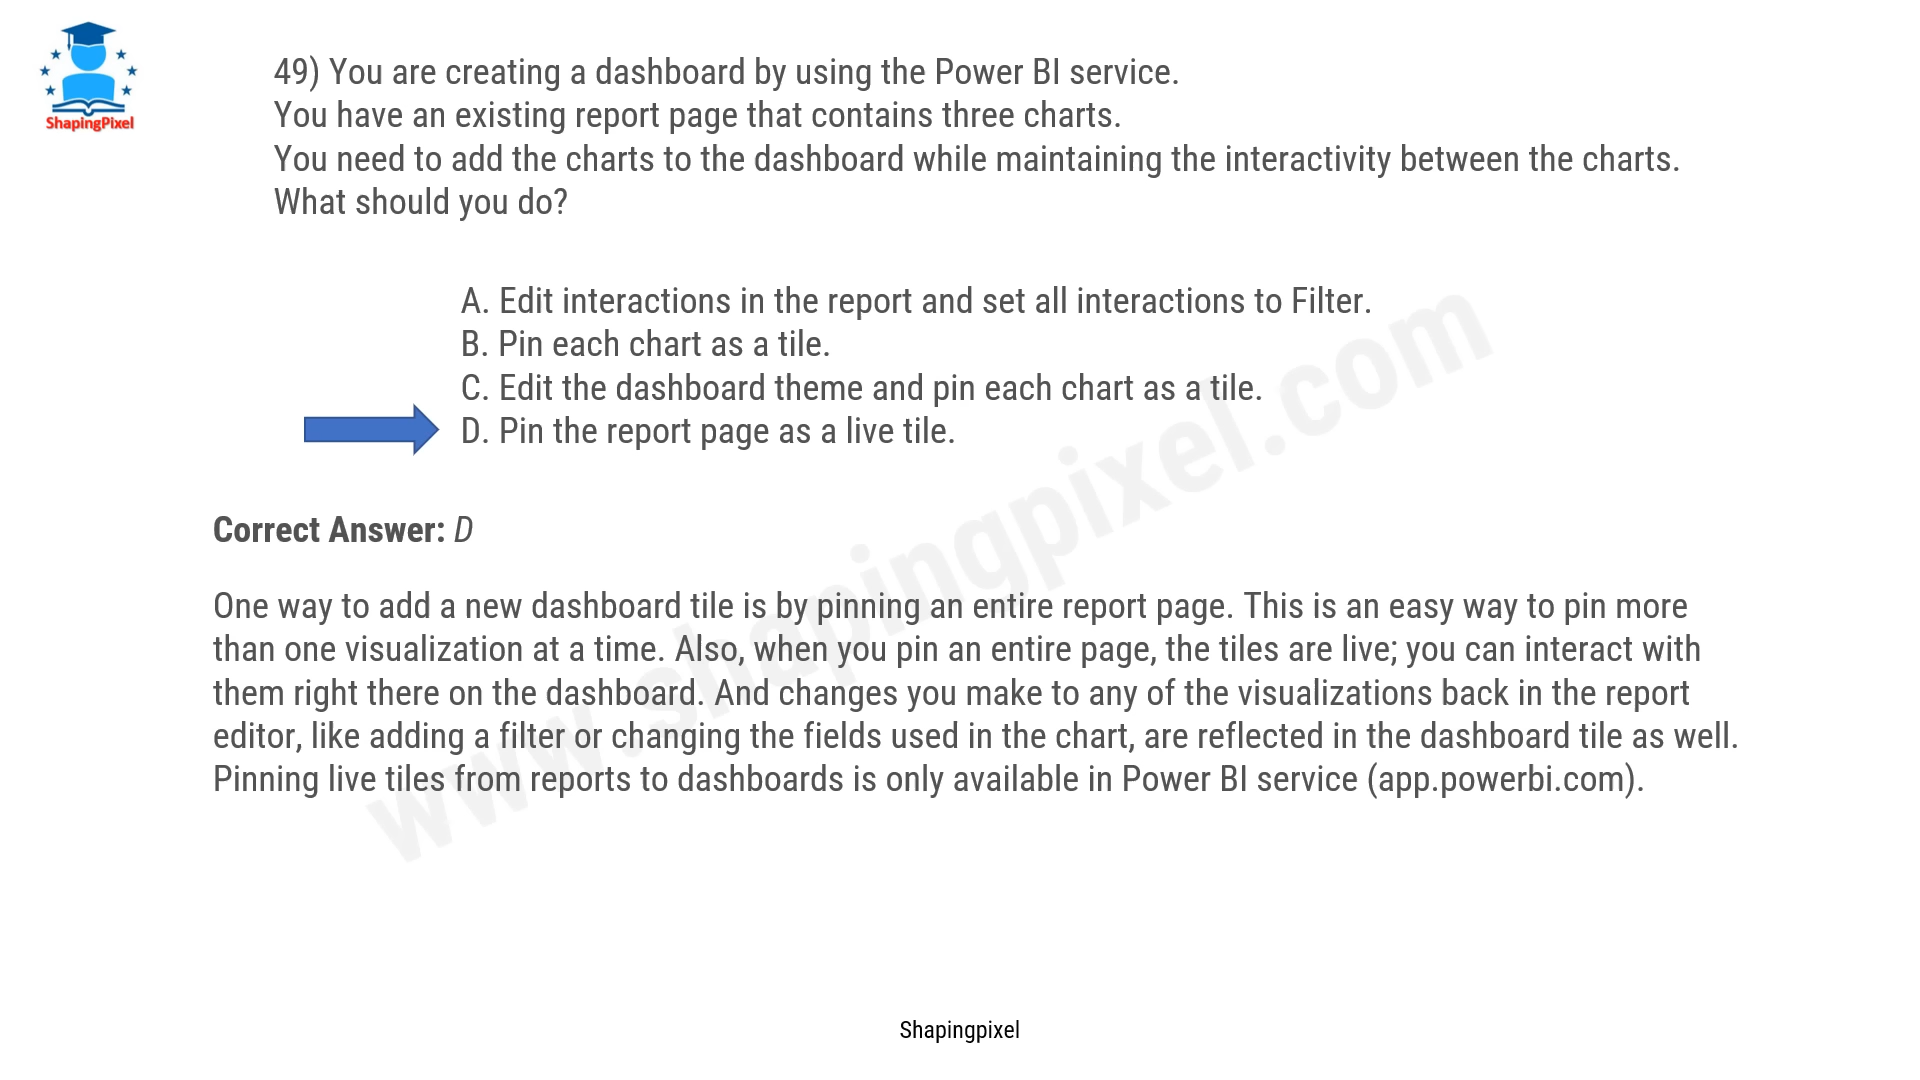 ShapingPixel
49) You are creating a dashboard by using the Power BI service.
You have an existing report page that contains three charts.
You need to add the charts to the dashboard while maintaining the interactivity between the charts.
What should you do?
A. Edit interactions in the report and set all interactions to Filter.
B. Pin each chart as a tile.
C. Edit the dashboard theme and pin each chart as a tile.
D. Pin the report page as a live tile.
Correct Answer: D
One way to add a new dashboard tile is by pinning an entire report page. This is an easy way to pin more
than one visualization at a time. Also, when you pin an entire page, the tiles are live; you can interact with
them right there on the dashboard. And changes you make to any of the visualizations back in the report
editor, like adding a filter or changing the fields used in the chart, are reflected in the dashboard tile as well.
Pinning live tiles from reports to dashboards is only available in Power BI service (app.powerbi.com).
www.shapingpixel.com
Shapingpixel